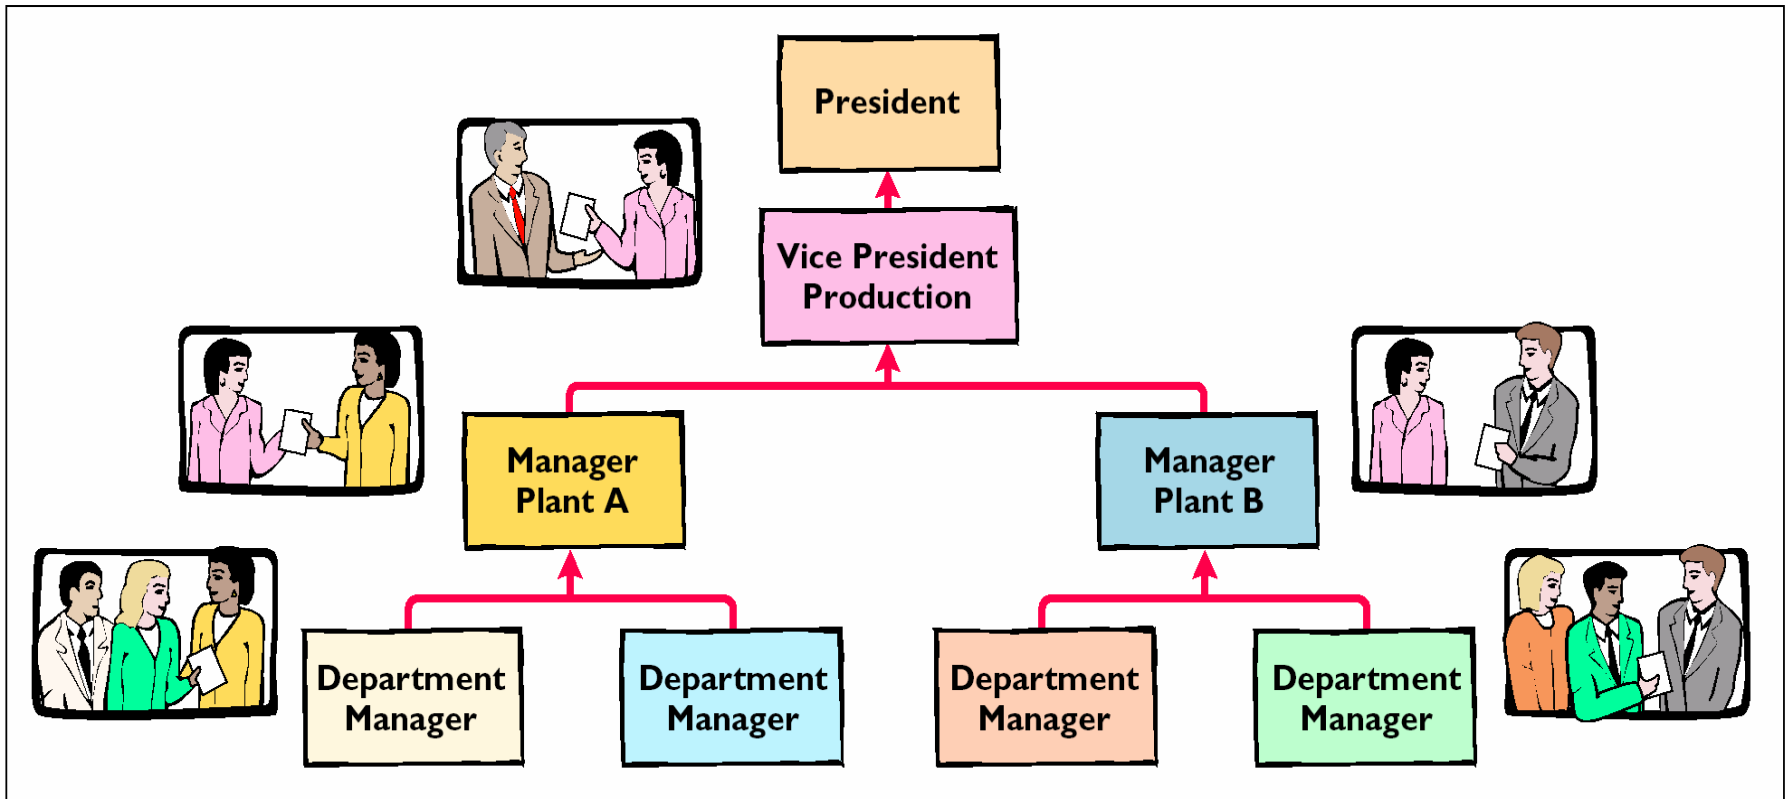 President
Vice President
Production
Manager
Plant A
Manager
Plant B
Department
Manager
Department
Manager
Department
Manager
Department
Manager